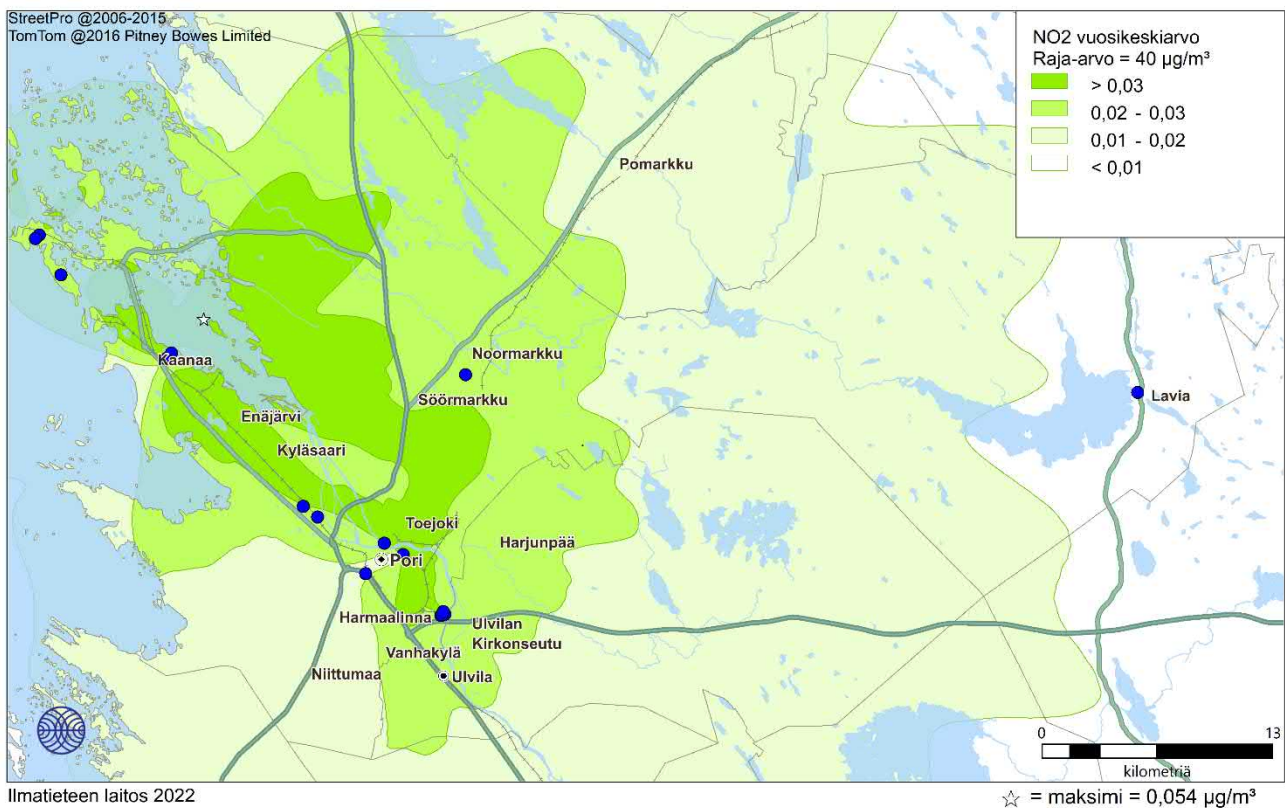 StreetPro @2006-2015
TomTom @2016 Pitney Bowes Limited
NO2 vuosikeskiarvo
Raja-arvo = 40 µg/m³
> 0,03
0,02 - 0,03
0,01 - 0,02
< 0,01
Pomarkku
Noormarkku
Kaanaa
Söörmarkku
Lavia
Enäjärvi
Kyläsaari
Toejoki
Harjunpää
Pori
Harmaalinna
Ulvilan
Kirkonseutu
Vanhakylä
Niittumaa
Ulvila
0 13
kilometriä
Ilmatieteen laitos 2022
☆ = maksimi = 0,054 µg/m³